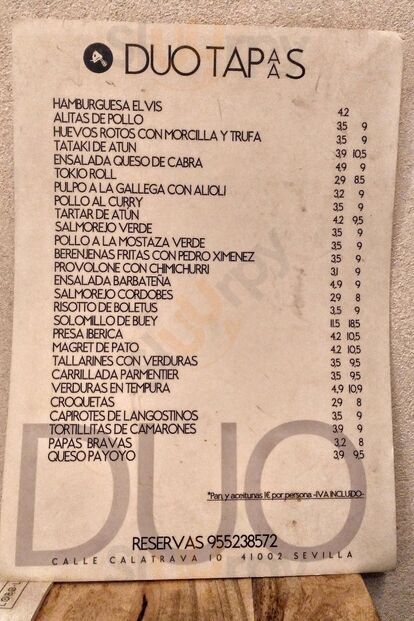 DUO TAPAAS
HAMBURGUESA ELVIS 4.2
ALITAS DE POLLO 3.5 9
HUEVOS ROTOS CON MORCILLA Y TRUFA 3.5 9
TATAKI DE ATUN 3.9 10.5
ENSALADA QUESO DE CABRA 4.9 9
TOKIO ROLL 2.9 8.5
PULPO A LA GALLEGA CON ALIOLI 3.2 9
POLLO AL CURRY 3.5 9
TARTAR DE ATUN 4.2 9.5
SALMOREJO VERDE 3.5 9
POLLO A LA MOSTAZA VERDE 3.5 9
BERENJENAS FRITAS CON PEDRO XIMENEZ 3.5 9
PROVOLONE CON CHIMICHURRI 3.1 9
ENSALADA BARBATEÑA 4.9 9
SALMOREJO CORDOBES 2.9 8
RISOTTO DE BOLETUS 3.5 9
SOLOMILLO DE BUEY 11.5 18.5
PRESA IBERICA 4.2 10.5
MAGRET DE PATO 4.2 10.5
TALLARINES CON VERDURAS 3.5 9.5
CARRILLADA PARMENTIER 3.5 9.5
VERDURAS EN TEMPURA 4.9 10.9
CROQUETAS 2.9 8
CAPIROTES DE LANGOSTINOS 3.5 9
TORTILLITAS DE CAMARONES 3.9 9
PAPAS BRAVAS 3,2 8
QUESO PAYOYO 3.9 9.5
DUO
*Pan, y aceitunas 1€ por persona -IVA INCLUIDO-
RESERVAS 955238572
CALLE CALATRAVA 10 41002 SEVILLA